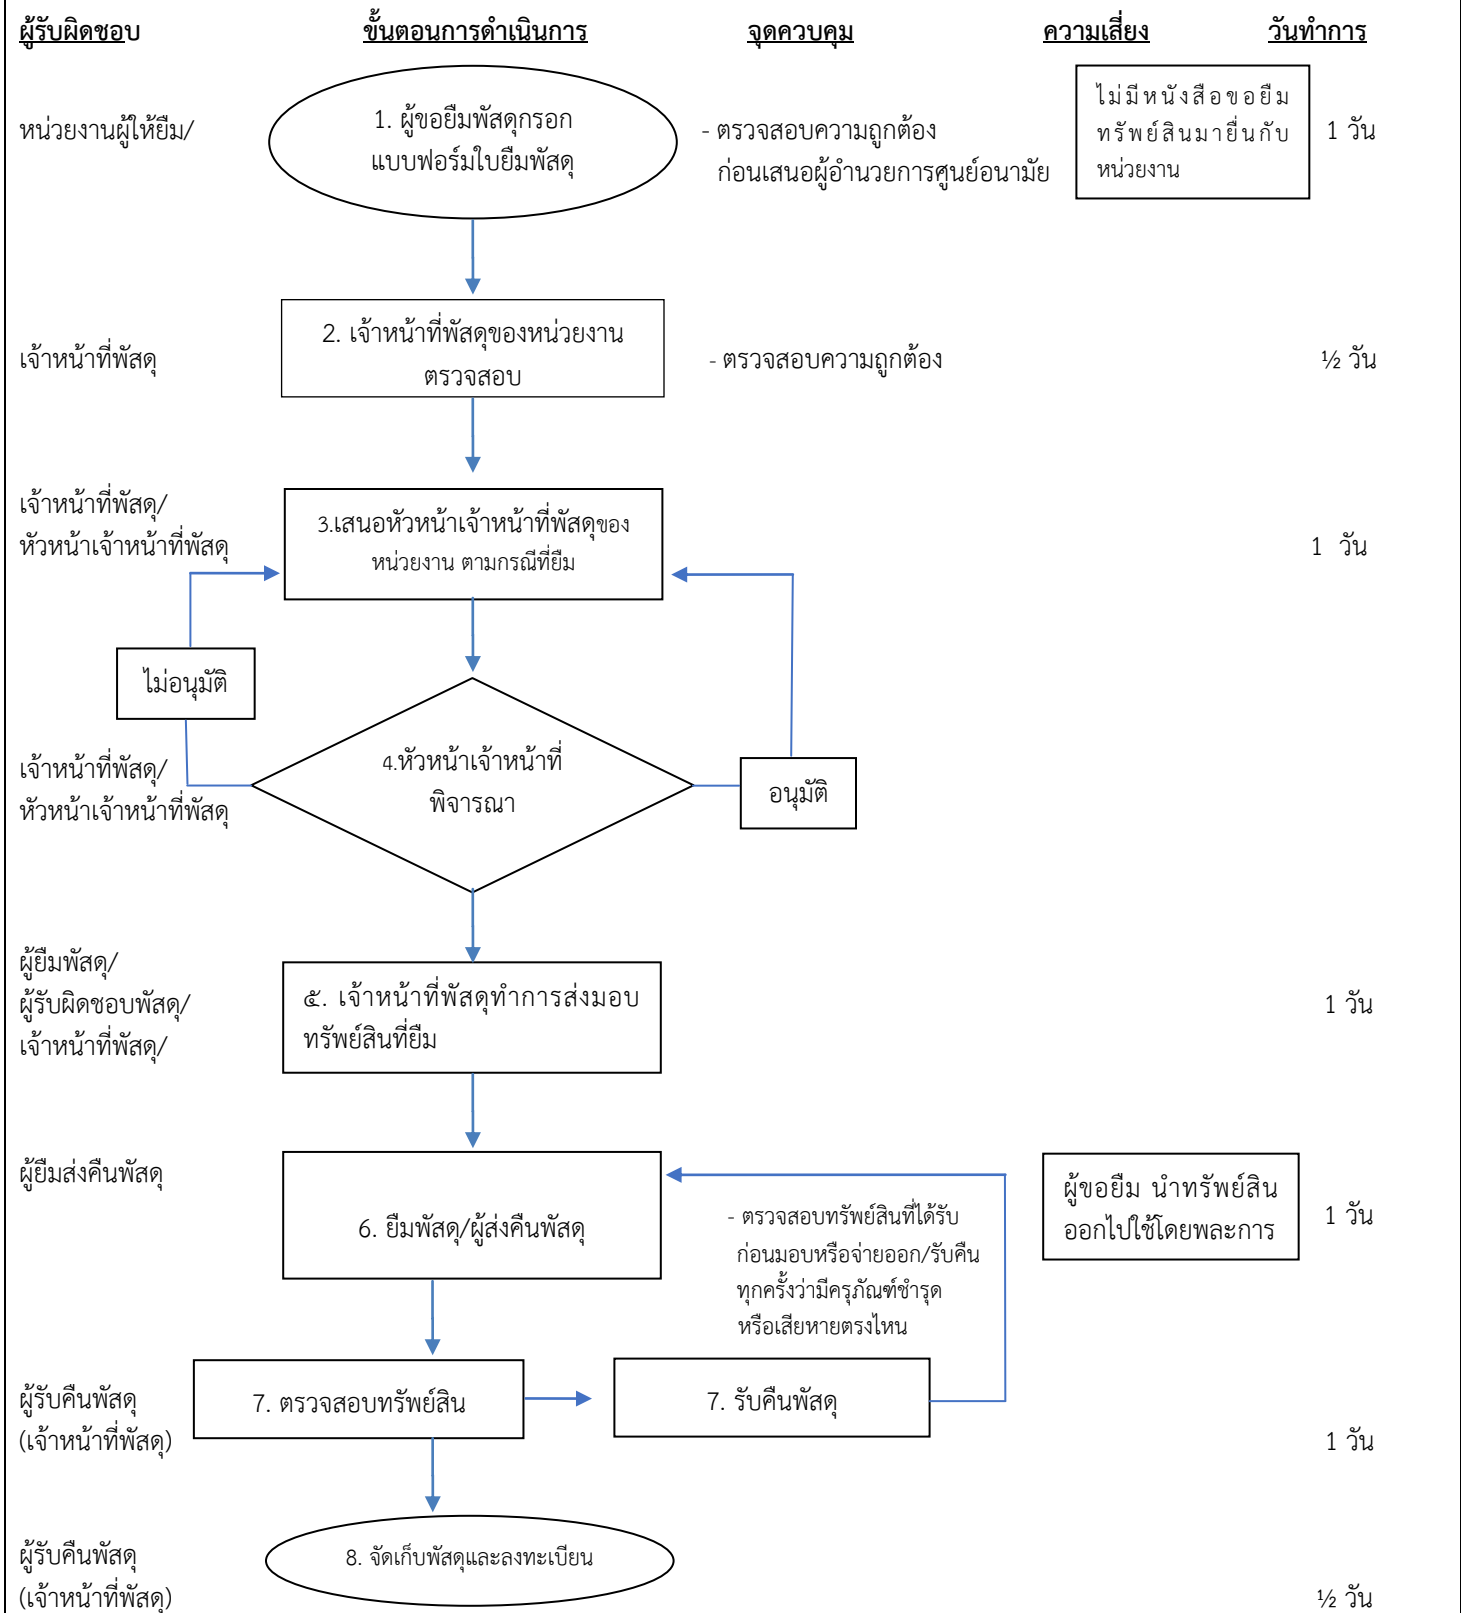 ผู้รับผิดชอบ
ขั้นตอนการดำเนินการ
จุดควบคุม
ความเสี่ยง
วันทำการ
หน่วยงานผู้ให้ยืม/
1. ผู้ขอยืมพัสดุกรอก
แบบฟอร์มใบยืมพัสดุ
- ตรวจสอบความถูกต้อง
ก่อนเสนอผู้อำนวยการศูนย์อนามัย
ไม่มีหนังสือขอยืม
ทรัพย์สินมายื่นกับ
หน่วยงาน
1 วัน
เจ้าหน้าที่พัสดุ
2. เจ้าหน้าที่พัสดุของหน่วยงาน
ตรวจสอบ
- ตรวจสอบความถูกต้อง
½ วัน
เจ้าหน้าที่พัสดุ/
หัวหน้าเจ้าหน้าที่พัสดุ
3.เสนอหัวหน้าเจ้าหน้าที่พัสดุของ
หน่วยงาน ตามกรณีที่ยืม
1 วัน
ไม่อนุมัติ
เจ้าหน้าที่พัสดุ/
หัวหน้าเจ้าหน้าที่พัสดุ
4.หัวหน้าเจ้าหน้าที่
พิจารณา
อนุมัติ
ผู้ยืมพัสดุ/
ผู้รับผิดชอบพัสดุ/
เจ้าหน้าที่พัสดุ/
๕. เจ้าหน้าที่พัสดุทำการส่งมอบ
ทรัพย์สินที่ยืม
1 วัน
ผู้ยืมส่งคืนพัสดุ
6. ยืมพัสดุ/ผู้ส่งคืนพัสดุ
- ตรวจสอบทรัพย์สินที่ได้รับ
ก่อนมอบหรือจ่ายออก/รับคืน
ทุกครั้งว่ามีครุภัณฑ์ชำรุด
หรือเสียหายตรงไหน
ผู้ขอยืม นำทรัพย์สิน
ออกไปใช้โดยพละการ
1 วัน
ผู้รับคืนพัสดุ
(เจ้าหน้าที่พัสดุ)
7. ตรวจสอบทรัพย์สิน
7. รับคืนพัสดุ
1 วัน
ผู้รับคืนพัสดุ
(เจ้าหน้าที่พัสดุ)
8. จัดเก็บพัสดุและลงทะเบียน
½ วัน